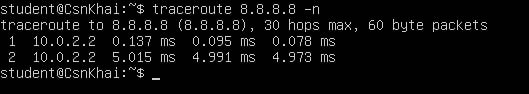 student@CsnKhai:~$ traceroute 8.8.8.8 -n
traceroute to 8.8.8.8 (8.8.8.8), 30 hops max, 60 byte packets
 1  10.0.2.2  0.137 ms  0.095 ms  0.078 ms
 2  10.0.2.2  5.015 ms  4.991 ms  4.973 ms
student@CsnKhai:~$ _